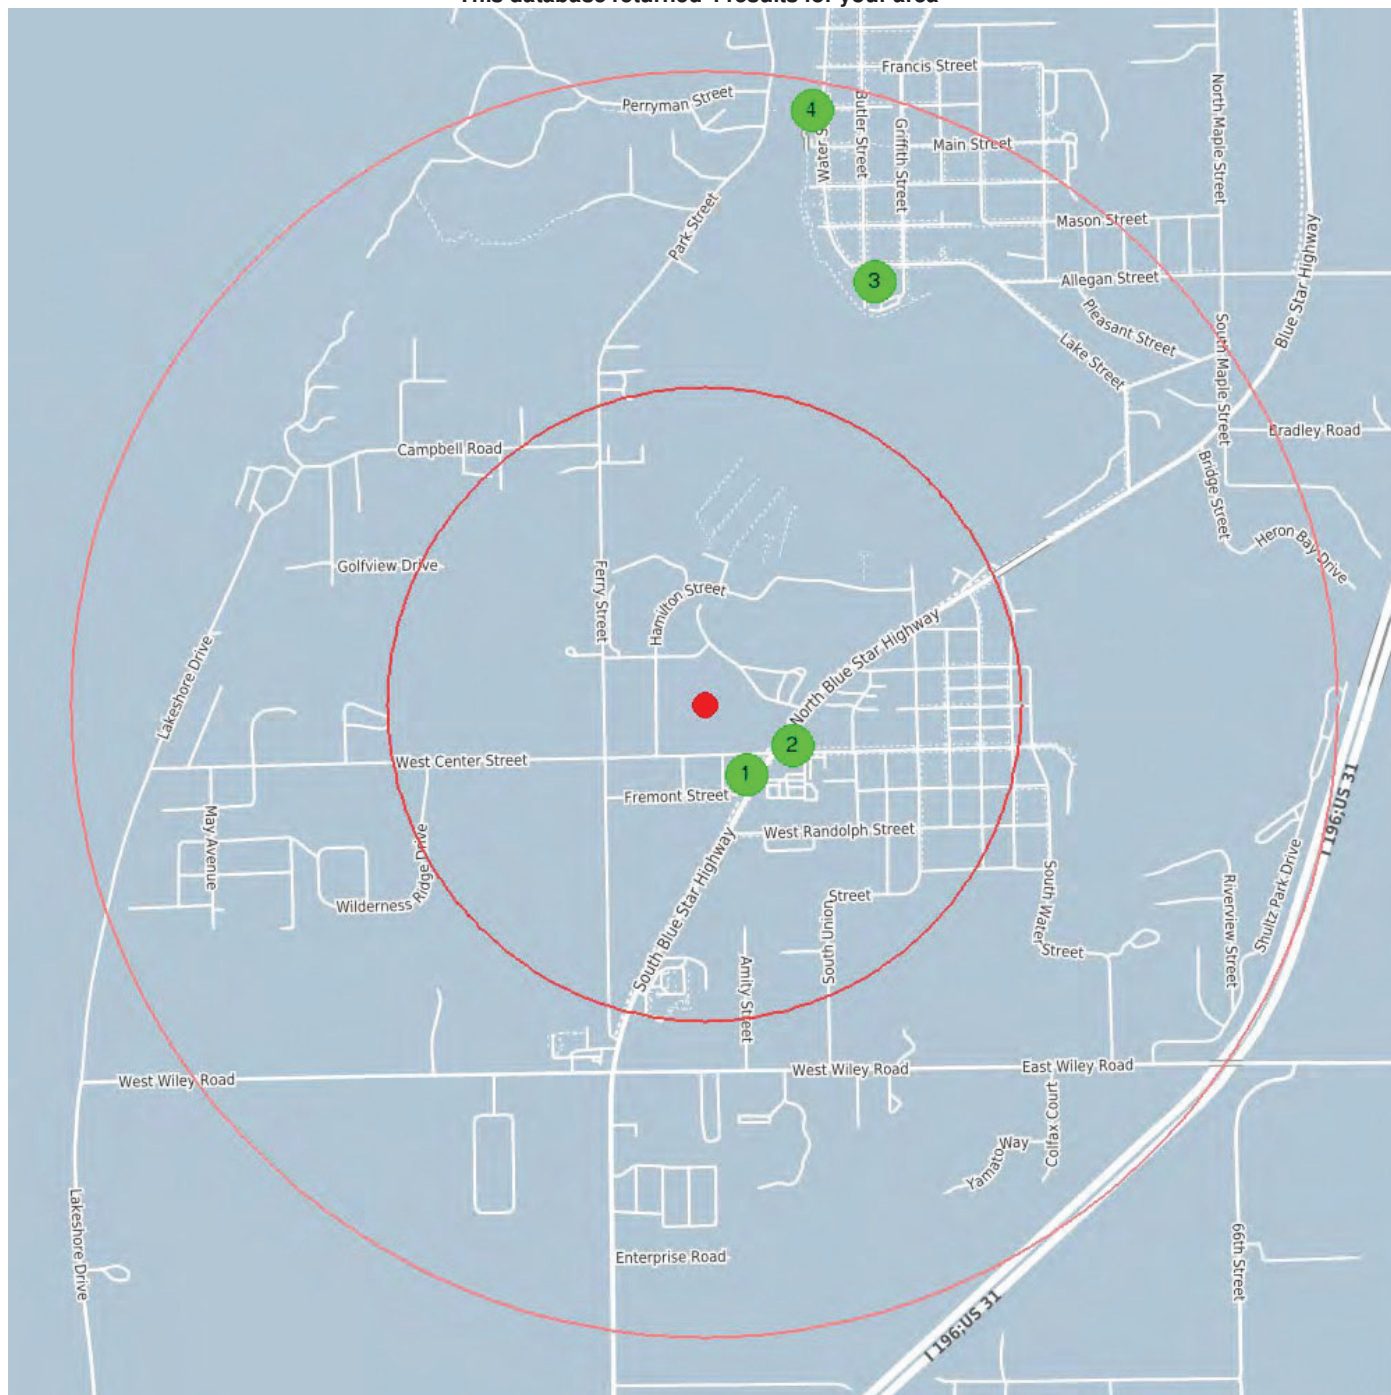 This database returned 4 results for your area
Francis Street
Perryman Street
4
Butler Street
Griffith Street
North Maple Street
Main Street
Water S
Park Street
Mason Street
Blue Star Highway
3
Allegan Street
Pleasant Street
South Maple Street
Lake Street
Campbell Road
Bradley Road
Bridge Street
Heron Bay Drive
Golfview Drive
Ferry Street
Hamilton Street
North Blue Star Highway
Lakeshore Drive
2
West Center Street
1
Fremont Street
I 196;US 31
May Avenue
West Randolph Street
Wilderness Ridge Drive
Street
South Union
South Water
Street
Riverview Street
Shultz Park Drive
South Blue Star Highway
Amity Street
West Wiley Road
West Wiley Road
East Wiley Road
Colfax Court
Yamato Way
Lakeshore Drive
Enterprise Road
66th Street
I 196;US 31